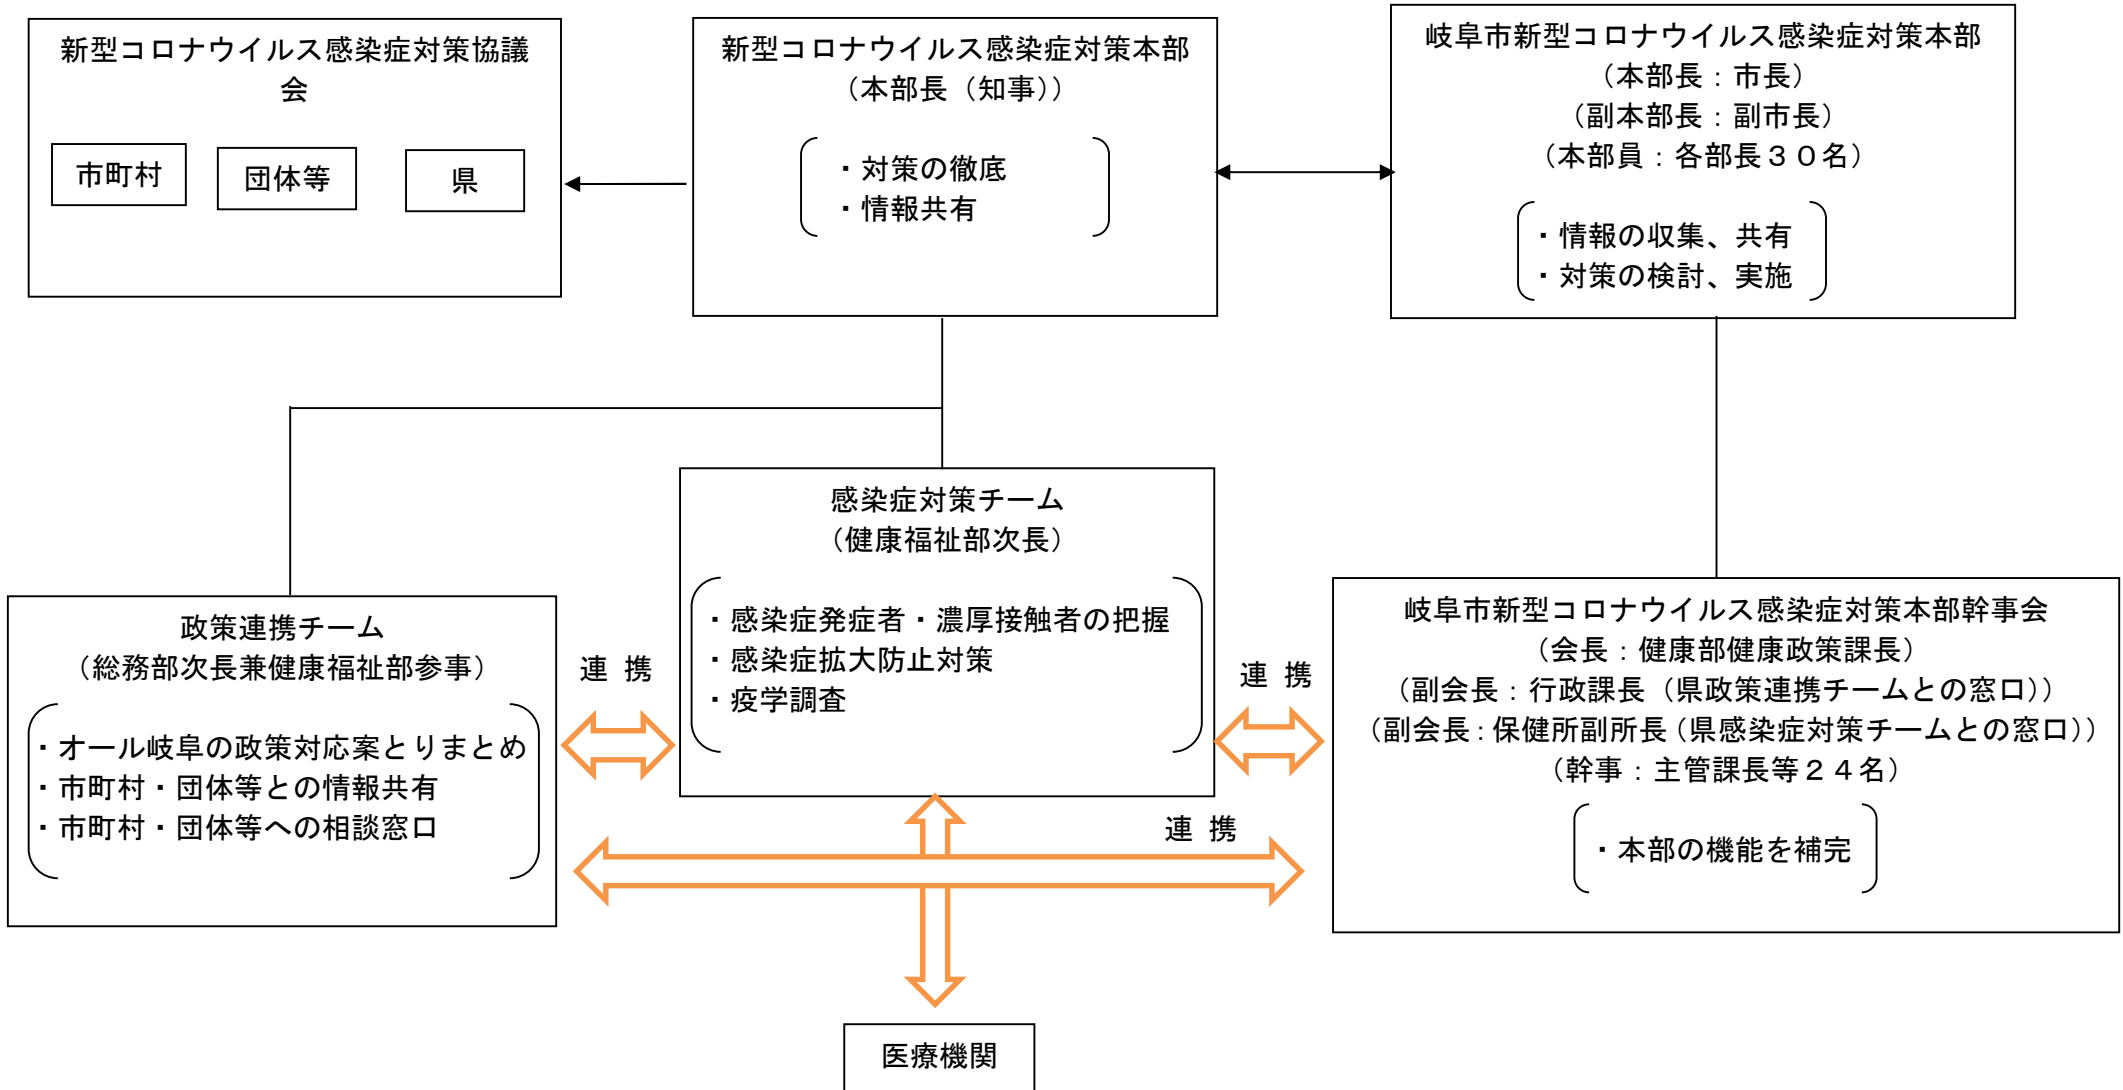 新型コロナウイルス感染症対策協議
会
市町村
団体等
県
新型コロナウイルス感染症対策本部
（本部長（知事））
・対策の徹底
・情報共有
岐阜市新型コロナウイルス感染症対策本部
（本部長：市長）
（副本部長：副市長）
（本部員：各部長３０名）
・情報の収集、共有
・対策の検討、実施
政策連携チーム
（総務部次長兼健康福祉部参事）
・オール岐阜の政策対応案とりまとめ
・市町村・団体等との情報共有
・市町村・団体等への相談窓口
連 携
感染症対策チーム
（健康福祉部次長）
・感染症発症者・濃厚接触者の把握
・感染症拡大防止対策
・疫学調査
連 携
連 携
岐阜市新型コロナウイルス感染症対策本部幹事会
（会長：健康部健康政策課長）
（副会長：行政課長（県政策連携チームとの窓口））
（副会長：保健所副所長（県感染症対策チームとの窓口））
（幹事：主管課長等２４名）
・本部の機能を補完
医療機関